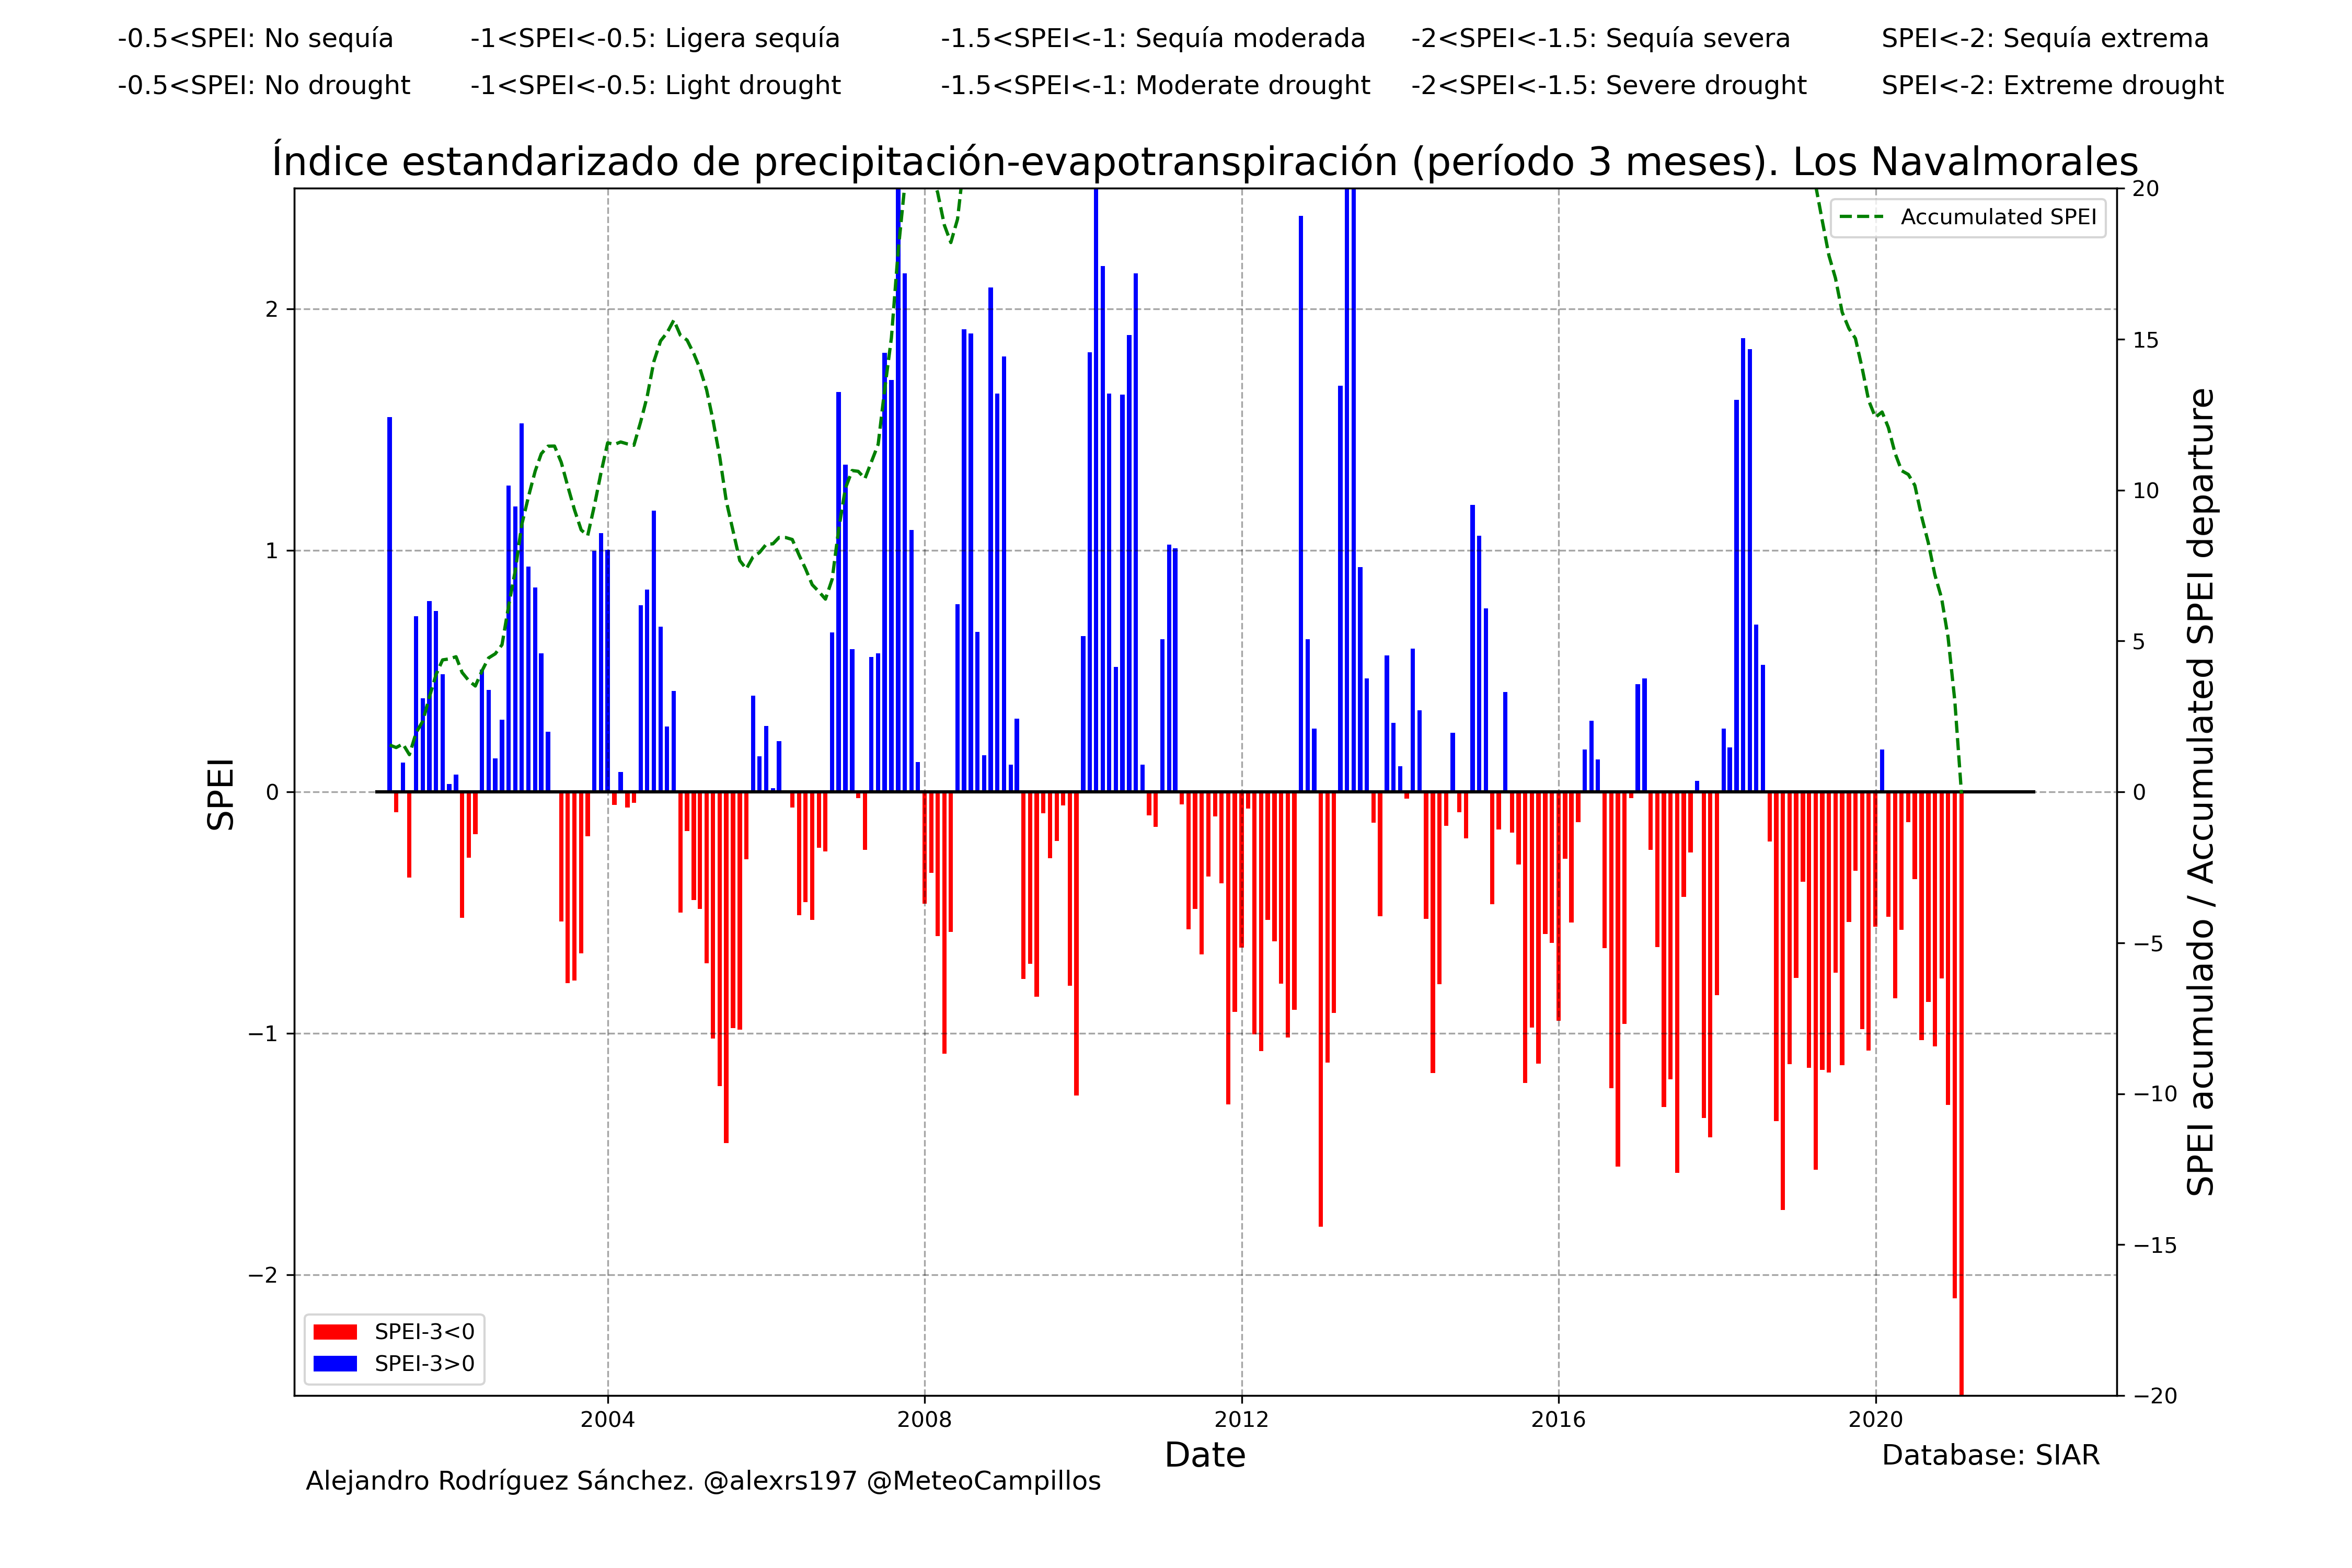 -0.5<SPEI: No sequía -1<SPEI<-0.5: Ligera sequía -1.5<SPEI<-1: Sequía moderada -2<SPEI<-1.5: Sequía severa SPEI<-2: Sequía extrema
-0.5<SPEI: No drought -1<SPEI<-0.5: Light drought -1.5<SPEI<-1: Moderate drought -2<SPEI<-1.5: Severe drought SPEI<-2: Extreme drought
Índice estandarizado de precipitación-evapotranspiración (período 3 meses). Los Navalmorales
Accumulated SPEI
SPEI
2
1
0
−1
−2
20
15
10
5
0
−5
−10
−15
−20
SPEI acumulado / Accumulated SPEI departure
SPEI-3<0
SPEI-3>0
2004 2008 2012 2016 2020
Date
Database: SIAR
Alejandro Rodríguez Sánchez. @alexrs197 @MeteoCampillos